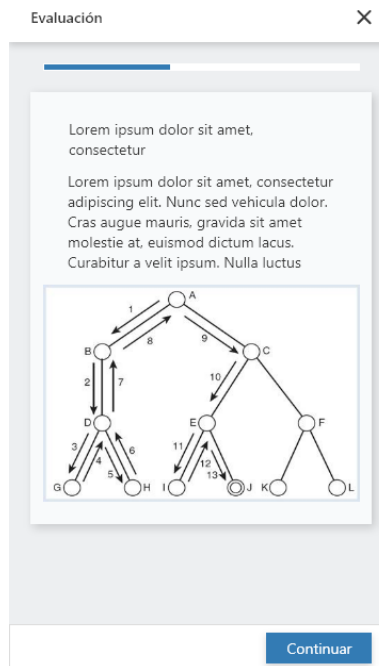 Evaluación
Lorem ipsum dolor sit amet,
consectetur
Lorem ipsum dolor sit amet, consectetur
adipiscing elit. Nunc sed vehicula dolor.
Cras augue mauris, gravida sit amet
molestie at, euismod dictum lacus.
Curabitur a velit ipsum. Nulla luctus
A
1
8
9
B
C
2
7
10
D
E
F
3
4
5
6
11
12
13
G
H
I
J
K
L
Continuar